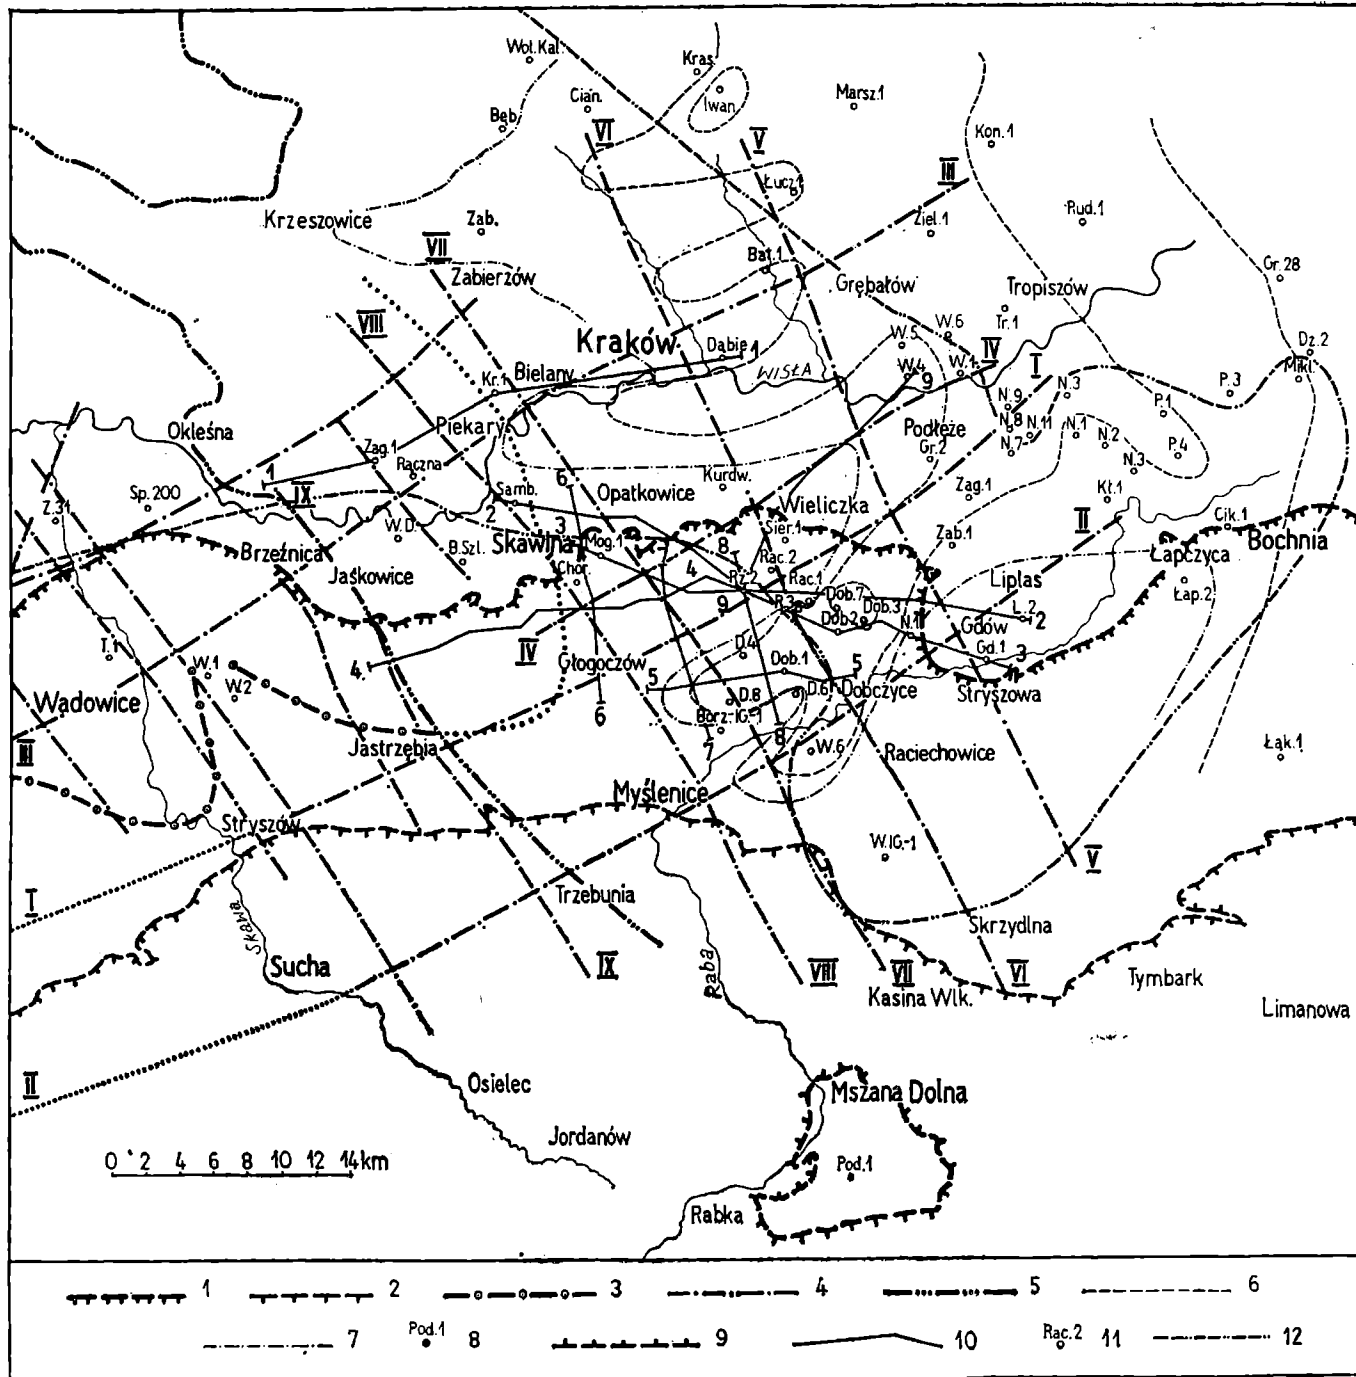 Wol.Kal.
Kras.
Iwan.
Cian.
Marsz.1
Bęb.
VI
V
Kon.1
Łucz.1
III
Krzeszowice
Zab.
Ziel.1
Rud.1
VII
Zabierzów
Bat.1
Grębałów
Tropiszów
Gr.28
VIII
Kraków
Dąbie
1
W.5
W.6
Tr.1
Dz.2
Mikl.
WISŁA
W.4
9
W.1
IV
I
Kr.1
Bielany
N.3
P.3
N.9
P.1
Okleśna
Piekary
Podłęże
N.8
N.11
N.1
N.2
Zag.1
Gr.2
N.7
P.4
Rączna
N.3
1
IX
Sp.200
6
Opatkowice
Kurdw.
Zag.1
Kł.1
Z.31
Samb.
1
2
Wieliczka
II
Cik.1
W.D.
3
Sier.1
Zab.1
Bochnia
Brzeźnica
Skawina
Mog.1
8
Łapczyca
B.Szl.
4
Rac.2
Jaśkowice
Chor.
Rz.2
Rac.1
Liplas
Łap.2
9
R.3
Dob.7
Dob.3
L.2
2
Dob.2
N.1
Gdów
IV
T.1
W.1
4
Głogoczów
D.4
Gd.1
3
Dob.1
5
W.2
5
D.6
Dobczyce
Stryszowa
Wadowice
D.8
6
Borz.-IG.-1
III
Jastrzębia
7
8
W.6
Raciechowice
Łąk.1
Myślenice
Stryszów
W.IG.-1
V
I
Trzebunia
SKAWA
Skrzydlna
Sucha
IX
Raba
VIII
VII
VI
Tymbark
Kasina Wlk.
Limanowa
II
Osielec
Mszana Dolna
Jordanów
0 2 4 6 8 10 12 14 km
Pod.1
Rabka
1 2 3 4 5 6
7 Pod.1 8 9 10 Rac.2 11 12